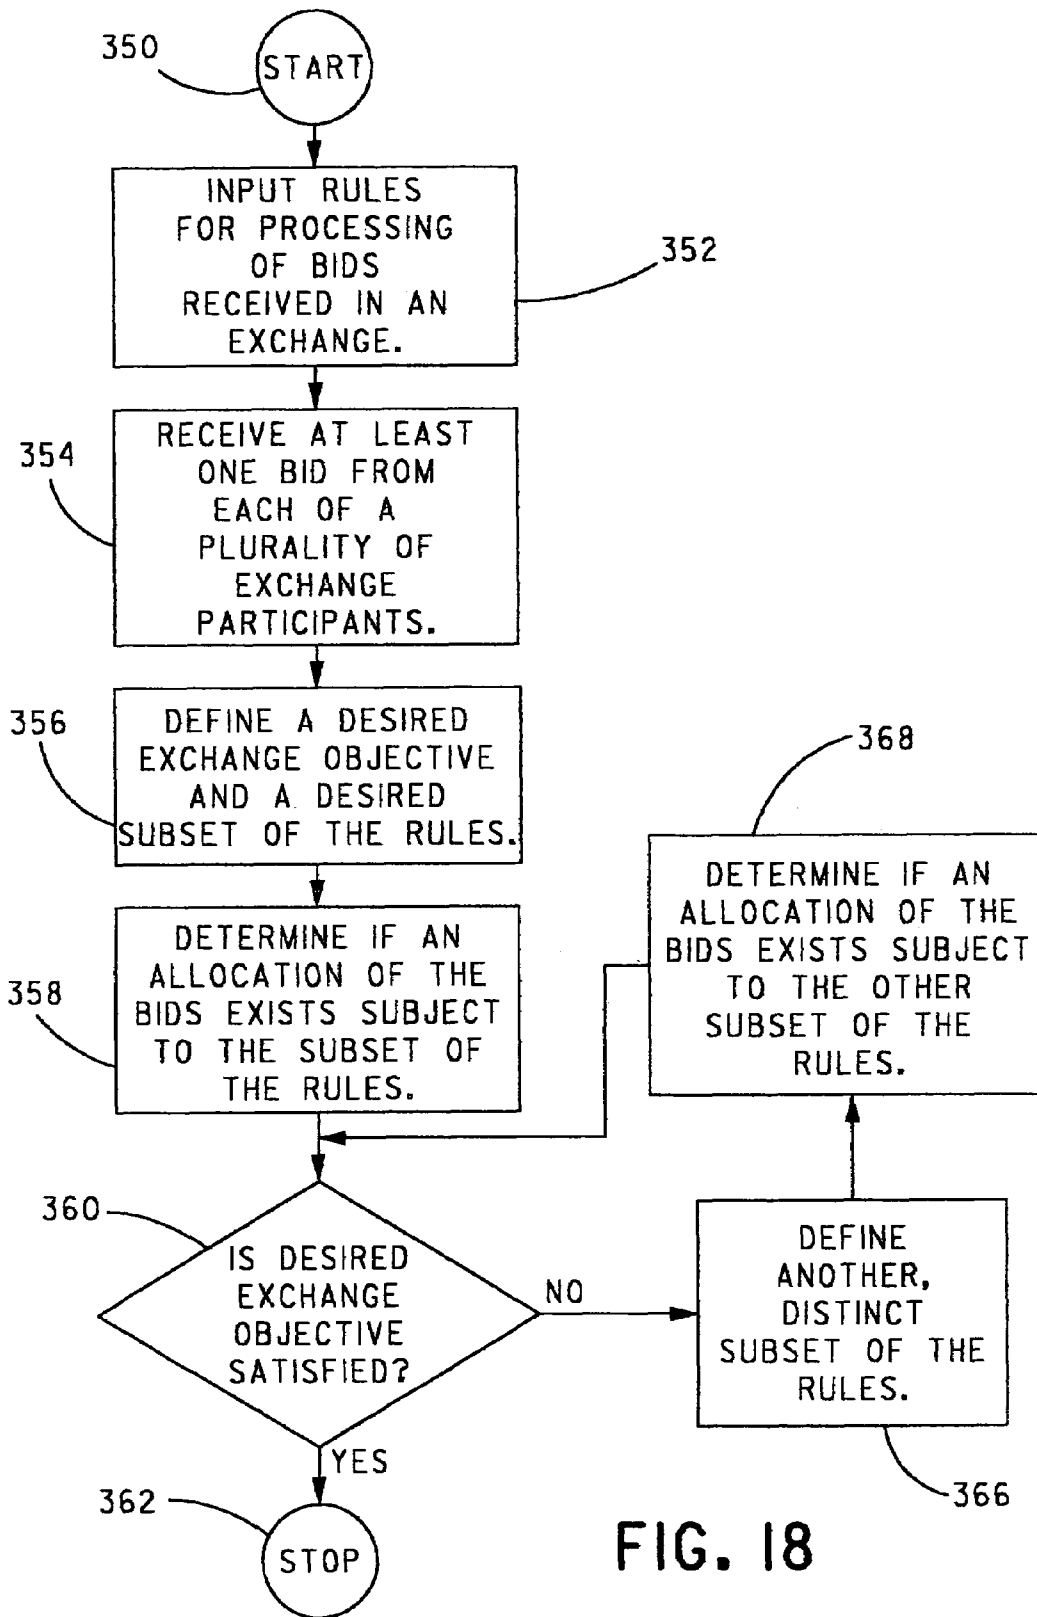 350
START
INPUT RULES
FOR PROCESSING
OF BIDS
RECEIVED IN AN
EXCHANGE.
352
354
RECEIVE AT LEAST
ONE BID FROM
EACH OF A
PLURALITY OF
EXCHANGE
PARTICIPANTS.
356
DEFINE A DESIRED
EXCHANGE OBJECTIVE
AND A DESIRED
SUBSET OF THE RULES.
358
DETERMINE IF AN
ALLOCATION OF THE
BIDS EXISTS SUBJECT
TO THE SUBSET OF
THE RULES.
368
DETERMINE IF AN
ALLOCATION OF THE
BIDS EXISTS SUBJECT
TO THE OTHER
SUBSET OF THE
RULES.
360
IS DESIRED
EXCHANGE
OBJECTIVE
SATISFIED?
NO
DEFINE
ANOTHER,
DISTINCT
SUBSET OF THE
RULES.
366
YES
362
STOP
FIG. 18